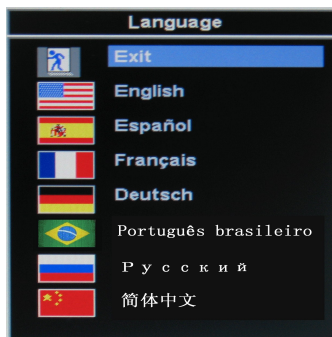 Language
Exit
English
Español
Français
Deutsch
Português brasileiro
Русский
简体中文